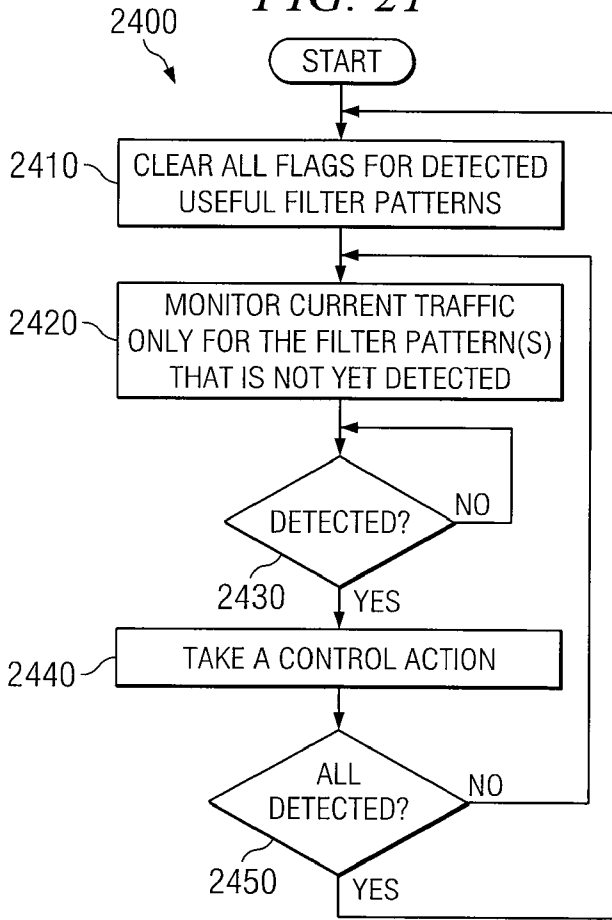 FIG. 21
2400
START
2410
CLEAR ALL FLAGS FOR DETECTED
USEFUL FILTER PATTERNS
2420
MONITOR CURRENT TRAFFIC
ONLY FOR THE FILTER PATTERN(S)
THAT IS NOT YET DETECTED
DETECTED?
NO
2430
YES
2440
TAKE A CONTROL ACTION
ALL
DETECTED?
NO
2450
YES